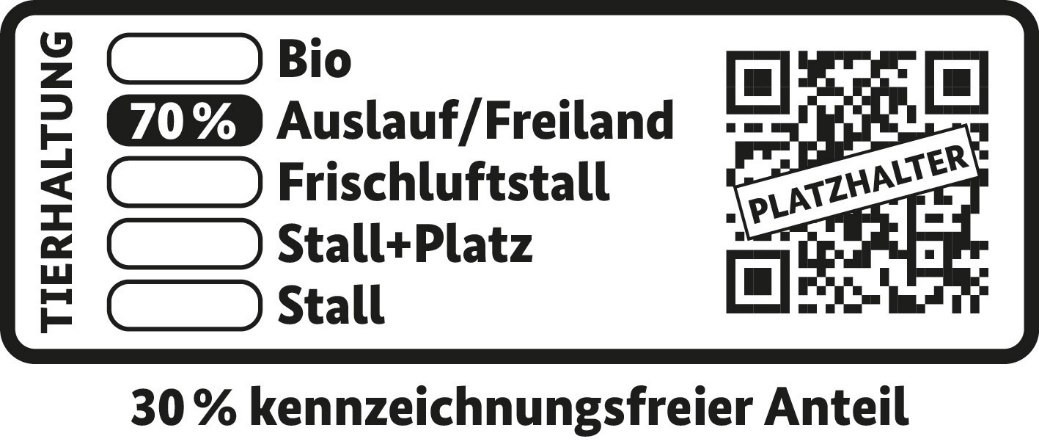 TIERHALTUNG
Bio
70 % Auslauf/Freiland
Frischluftstall
Stall+Platz
Stall
PLATZHALTER
30 % kennzeichnungsfreier Anteil